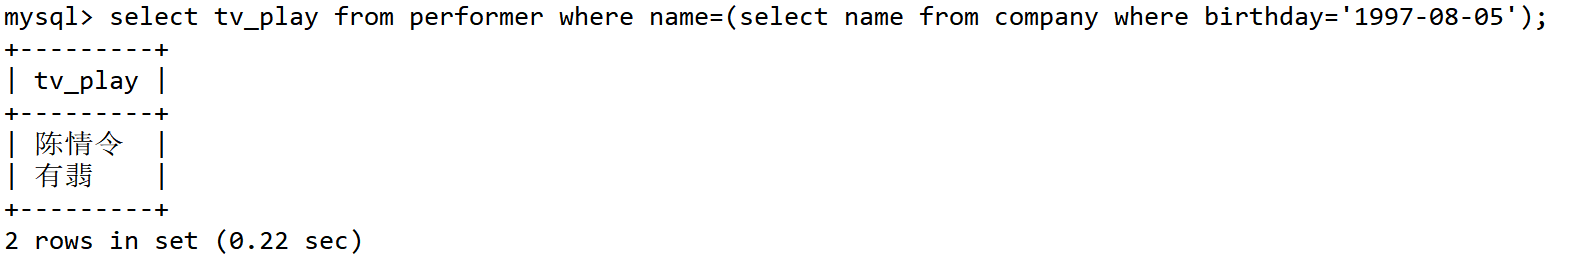 mysql> select tv_play from performer where name=(select name from company where birthday='1997-08-05');
+---------+
| tv_play |
+---------+
| 陈情令  |
| 有翡    |
+---------+
2 rows in set (0.22 sec)